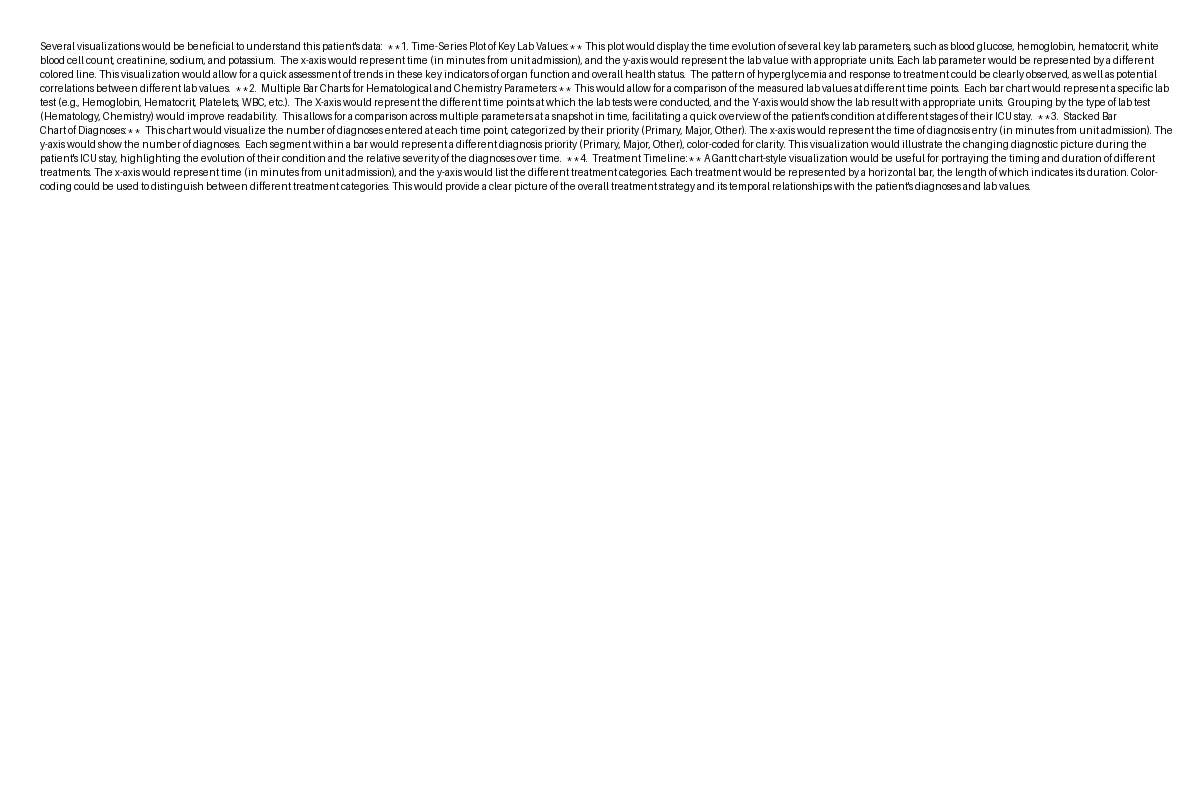 Several visualizations would be beneficial to understand this patient's data:  **1. Time-Series Plot of Key Lab Values:** This plot would display the time evolution of several key lab parameters, such as blood glucose, hemoglobin, hematocrit, white
blood cell count, creatinine, sodium, and potassium.  The x-axis would represent time (in minutes from unit admission), and the y-axis would represent the lab value with appropriate units. Each lab parameter would be represented by a different
colored line. This visualization would allow for a quick assessment of trends in these key indicators of organ function and overall health status.  The pattern of hyperglycemia and response to treatment could be clearly observed, as well as potential
correlations between different lab values.  **2.  Multiple Bar Charts for Hematological and Chemistry Parameters:** This would allow for a comparison of the measured lab values at different time points.  Each bar chart would represent a specific lab
test (e.g., Hemoglobin, Hematocrit, Platelets, WBC, etc.).  The X-axis would represent the different time points at which the lab tests were conducted, and the Y-axis would show the lab result with appropriate units.  Grouping by the type of lab test
(Hematology, Chemistry) would improve readability.  This allows for a comparison across multiple parameters at a snapshot in time, facilitating a quick overview of the patient's condition at different stages of their ICU stay.  **3.  Stacked Bar
Chart of Diagnoses:**  This chart would visualize the number of diagnoses entered at each time point, categorized by their priority (Primary, Major, Other). The x-axis would represent the time of diagnosis entry (in minutes from unit admission). The
y-axis would show the number of diagnoses.  Each segment within a bar would represent a different diagnosis priority (Primary, Major, Other), color-coded for clarity. This visualization would illustrate the changing diagnostic picture during the
patient's ICU stay, highlighting the evolution of their condition and the relative severity of the diagnoses over time.  **4.  Treatment Timeline:** A Gantt chart-style visualization would be useful for portraying the timing and duration of different
treatments. The x-axis would represent time (in minutes from unit admission), and the y-axis would list the different treatment categories. Each treatment would be represented by a horizontal bar, the length of which indicates its duration. Color-
coding could be used to distinguish between different treatment categories. This would provide a clear picture of the overall treatment strategy and its temporal relationships with the patient's diagnoses and lab values.